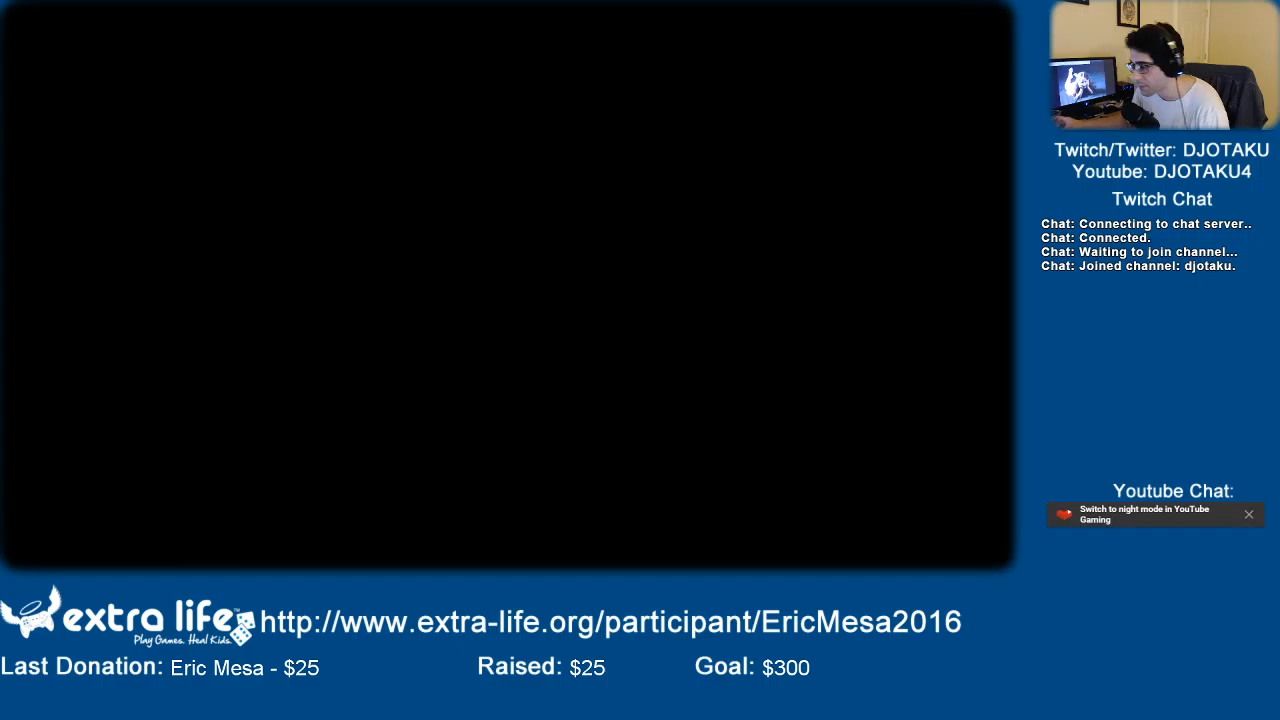 Twitch/Twitter: DJOTAKU
Youtube: DJOTAKU4
Twitch Chat
Chat: Connecting to chat server..
Chat: Connected.
Chat: Waiting to join channel...
Chat: Joined channel: djotaku.
Youtube Chat:
Switch to night mode in YouTube
Gaming
extra life™
Play Games. Heal Kids.
http://www.extra-life.org/participant/EricMesa2016
Last Donation: Eric Mesa - $25
Raised: $25
Goal: $300